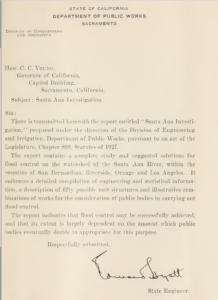 STATE OF CALIFORNIA
DEPARTMENT OF PUBLIC WORKS
SACRAMENTO
DIVISION OF ENGINEERING
AND IRRIGATION
HON. C. C. YOUNG,
Governor of California,
Capitol Building,
Sacramento, California.
Subject: Santa Ana Investigation.
SIR:
There is transmitted herewith the report entitled "Santa Ana Investi-
gation," prepared under the direction of the Division of Engineering
and Irrigation, Department of Public Works, pursuant to an act of the
Legislature, Chapter 809, Statutes of 1927.
The report contains a complete study and suggested solutions for
flood control on the watershed of the Santa Ana River, within the
counties of San Bernardino, Riverside, Orange and Los Angeles. It
embraces a detailed compilation of engineering and statistical informa-
tion, a description of fifty possible unit structures and illustrative com-
binations of works for the consideration of public bodies in carrying out
flood control.
The report indicates that flood control may be successfully achieved,
and that its extent is largely dependent on the amount which public
bodies eventually decide to appropriate for this purpose.
Respectfully submitted,
Edward Hyatt
State Engineer.